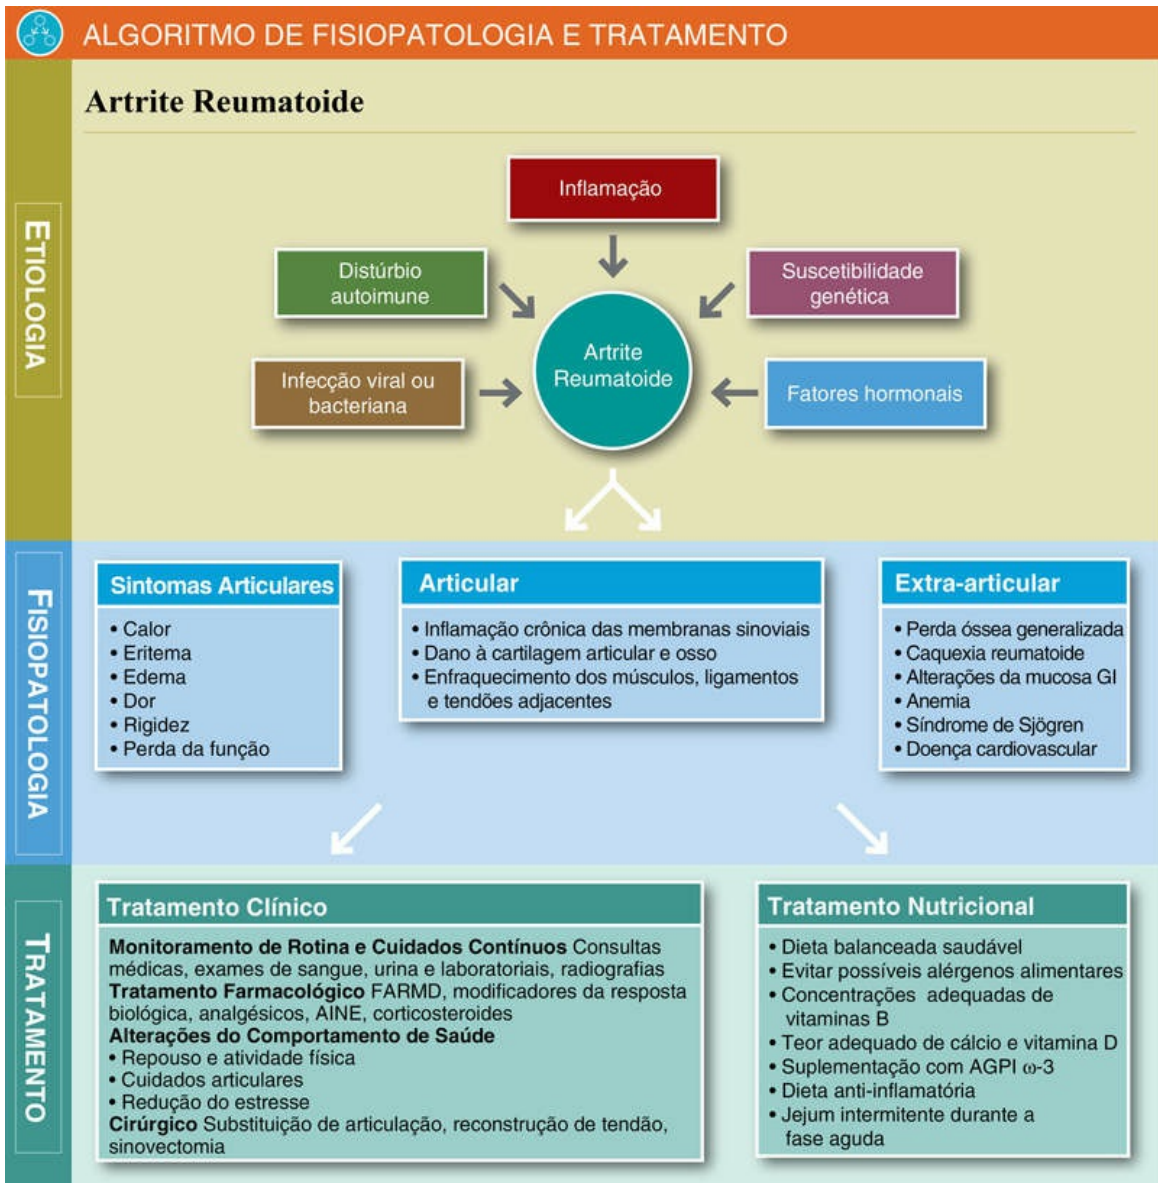 ALGORITMO DE FISIOPATOLOGIA E TRATAMENTO
Artrite Reumatoide
ETIOLOGIA
Inflamação
Distúrbio
autoimune
Suscetibilidade
genética
Infecção viral ou
bacteriana
Artrite
Reumatoide
Fatores hormonais
FISIOPATOLOGIA
Sintomas Articulares
• Calor
• Eritema
• Edema
• Dor
• Rigidez
• Perda da função
Articular
• Inflamação crônica das membranas sinoviais
• Dano à cartilagem articular e osso
• Enfraquecimento dos músculos, ligamentos
e tendões adjacentes
Extra-articular
• Perda óssea generalizada
• Caquexia reumatoide
• Alterações da mucosa GI
• Anemia
• Síndrome de Sjögren
• Doença cardiovascular
TRATAMENTO
Tratamento Clínico
Monitoramento de Rotina e Cuidados Contínuos Consultas
médicas, exames de sangue, urina e laboratoriais, radiografias
Tratamento Farmacológico FARMD, modificadores da resposta
biológica, analgésicos, AINE, corticosteroides
Alterações do Comportamento de Saúde
• Repouso e atividade física
• Cuidados articulares
• Redução do estresse
Cirúrgico Substituição de articulação, reconstrução de tendão,
sinovectomia
Tratamento Nutricional
• Dieta balanceada saudável
• Evitar possíveis alérgenos alimentares
• Concentrações adequadas de
vitaminas B
• Teor adequado de cálcio e vitamina D
• Suplementação com AGPI ω-3
• Dieta anti-inflamatória
• Jejum intermitente durante a
fase aguda